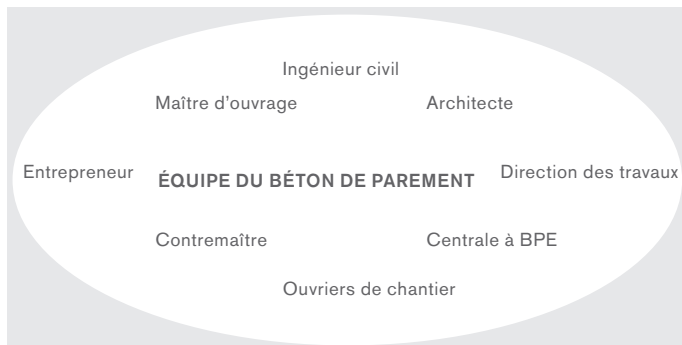 Ingénieur civil
Maître d'ouvrage
Architecte
Entrepreneur
ÉQUIPE DU BÉTON DE PAREMENT
Direction des travaux
Contremaître
Centrale à BPE
Ouvriers de chantier